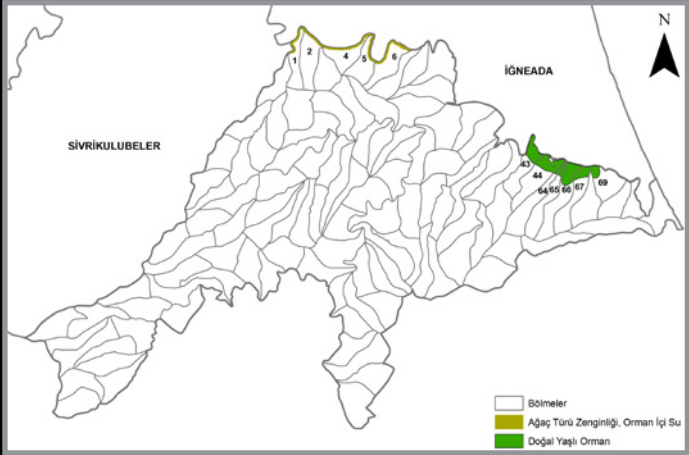 N
1
2
4
5
6
İĞNEADA
SİVRİKULUBELER
43
44
64
65
66
67
69
Bölmeler
Ağaç Türü Zenginliği, Orman İçi Su
Doğal Yaşlı Orman